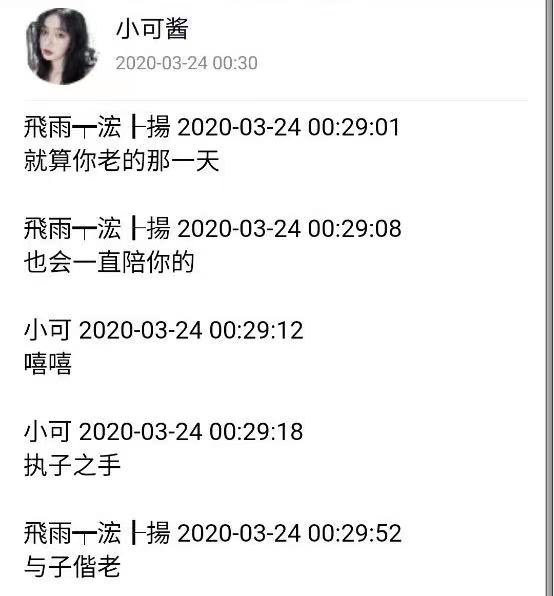 小可酱
2020-03-24 00:30
飛雨┯浤┠揚 2020-03-24 00:29:01
就算你老的那一天
飛雨┯浤┠揚 2020-03-24 00:29:08
也会一直陪你的
小可 2020-03-24 00:29:12
嘻嘻
小可 2020-03-24 00:29:18
执子之手
飛雨┯浤┠揚 2020-03-24 00:29:52
与子偕老